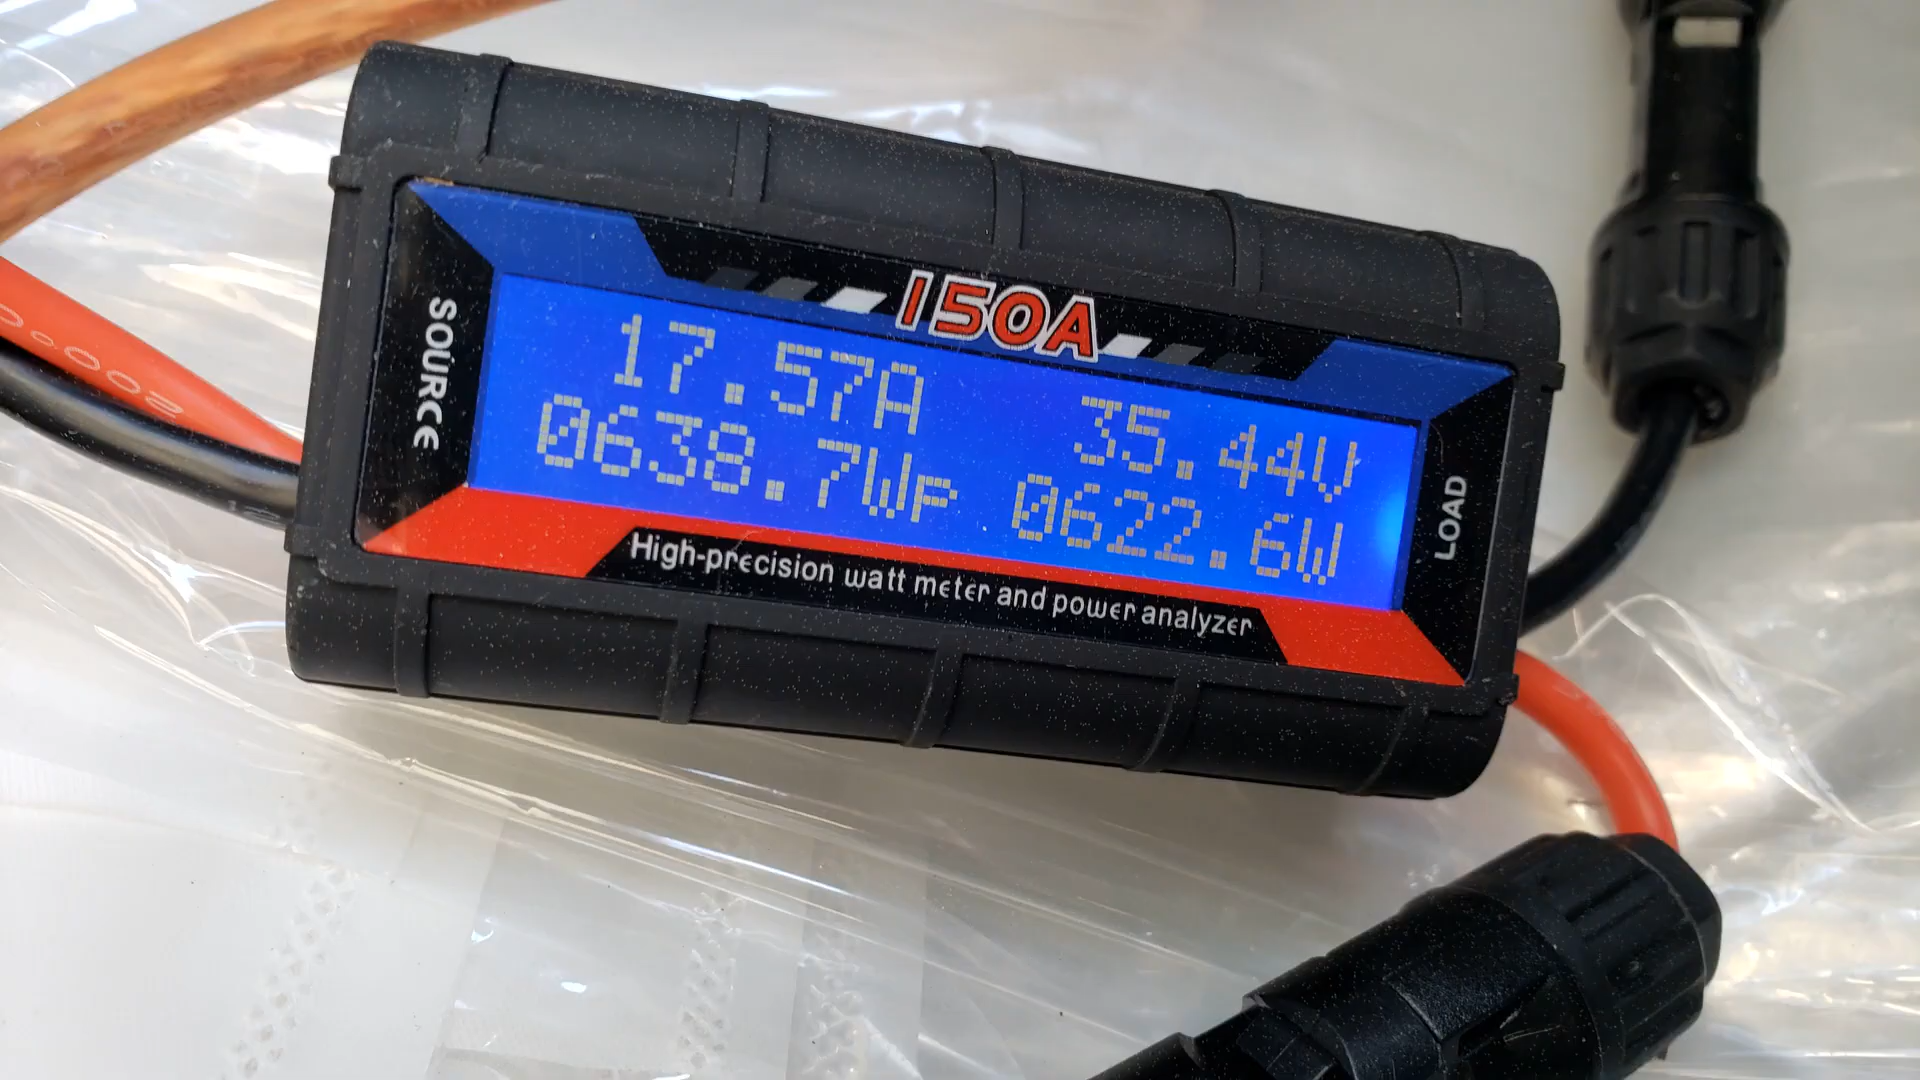 150A
SOURCE
17.57A 35.44V
0638.7Wp 0622.6W
LOAD
High-precision watt meter and power analyzer